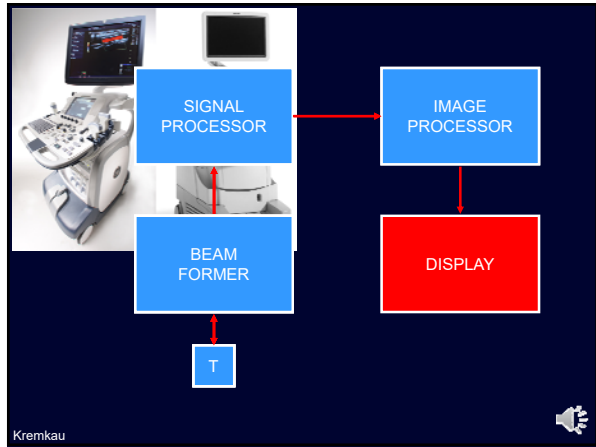 SIGNAL
PROCESSOR
IMAGE
PROCESSOR
BEAM
FORMER
DISPLAY
T
Kremkau